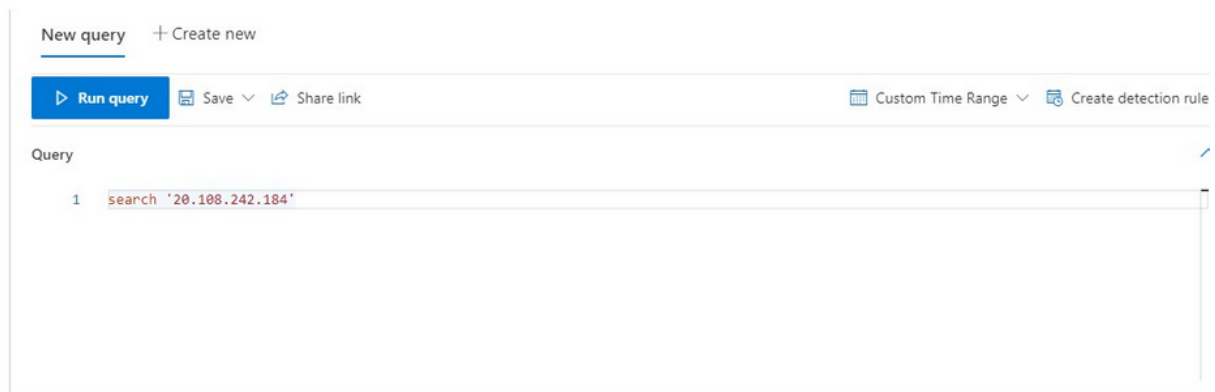 New query + Create new
Run query Save Share link Custom Time Range Create detection rule
Query
1 search '20.108.242.184'